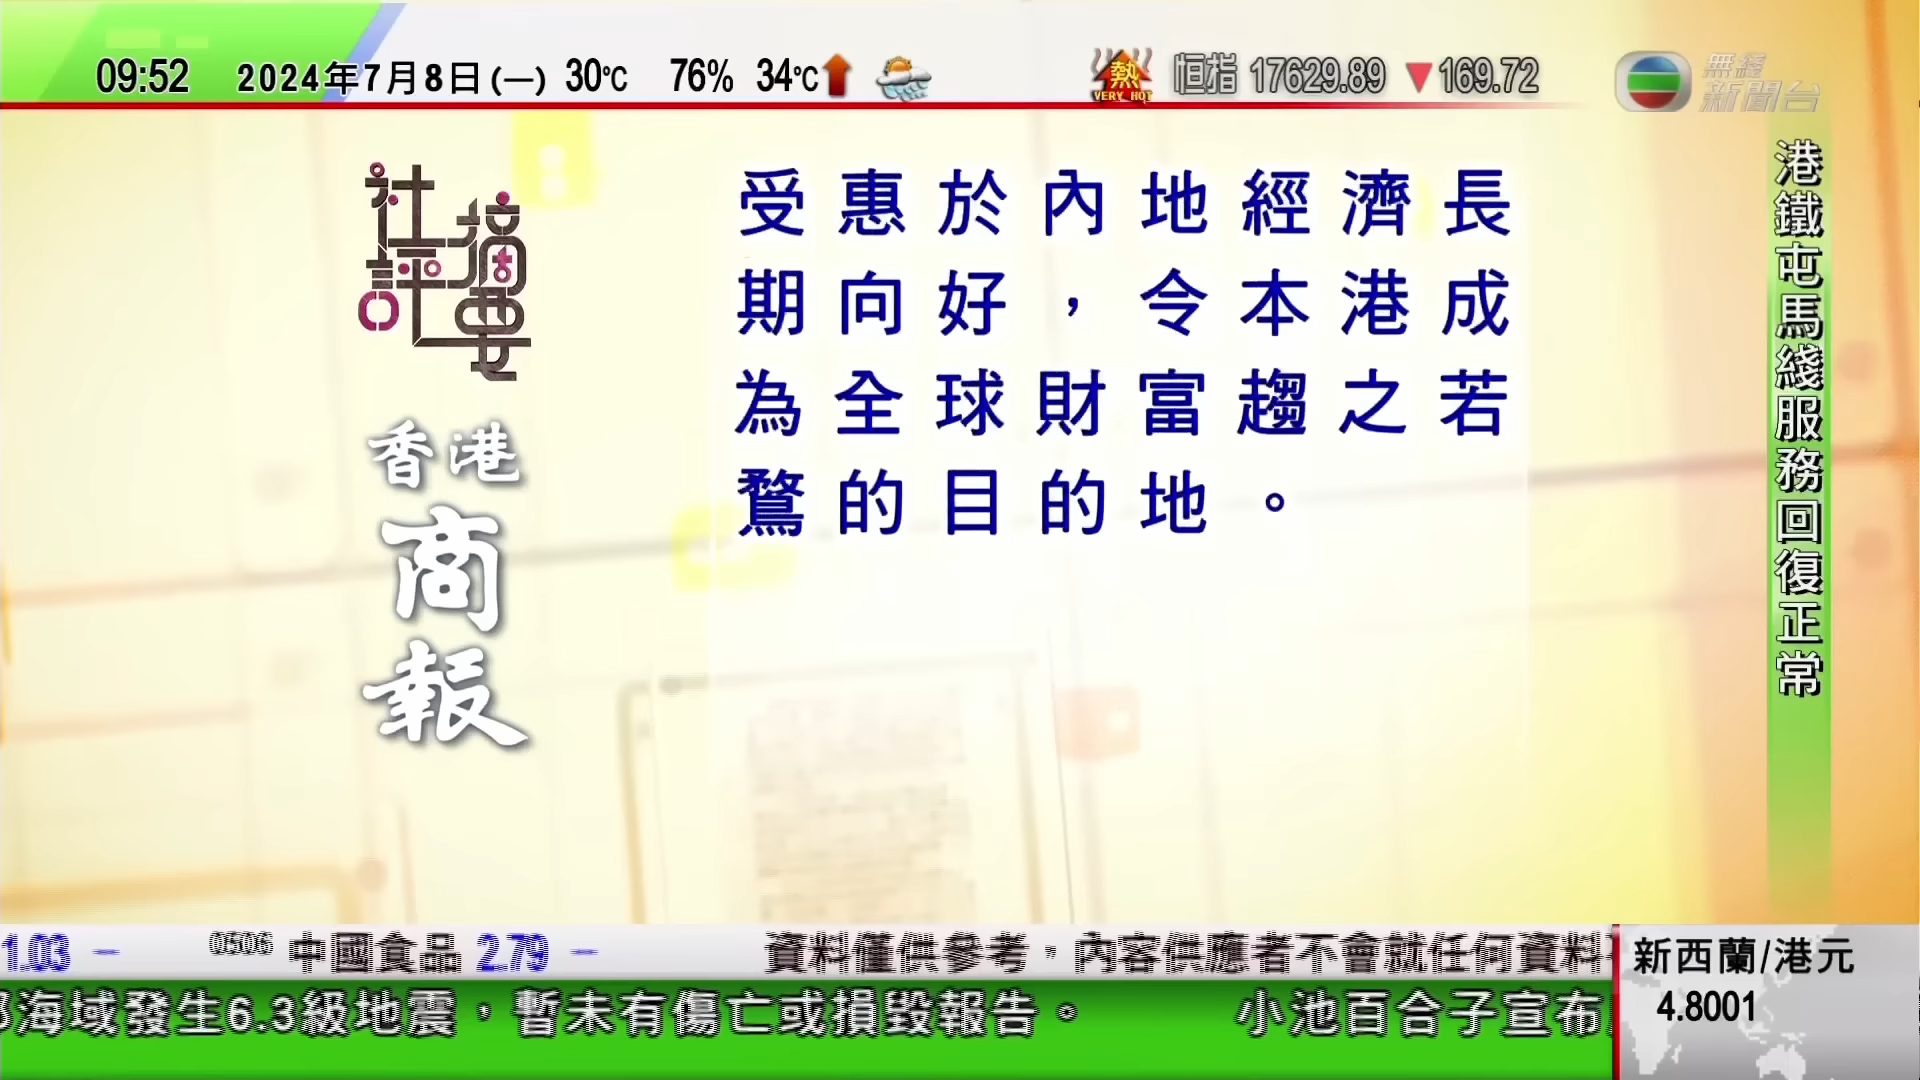 09:52 2024年7月8日(一) 30℃ 76% 34℃ 熱 VERY HOT 恒指 17629.89 ▼169.72 無綫新聞台
社評摘要
香港
商報
受惠於內地經濟長
期向好，令本港成
為全球財富趨之若
鶩的目的地。
港鐵屯馬綫服務回復正常
1.03 － 0506 中國食品 2.79 － 資料僅供參考，內容供應者不會就任何資料
海域發生6.3級地震，暫未有傷亡或損毀報告。 小池百合子宣布
新西蘭/港元
4.8001